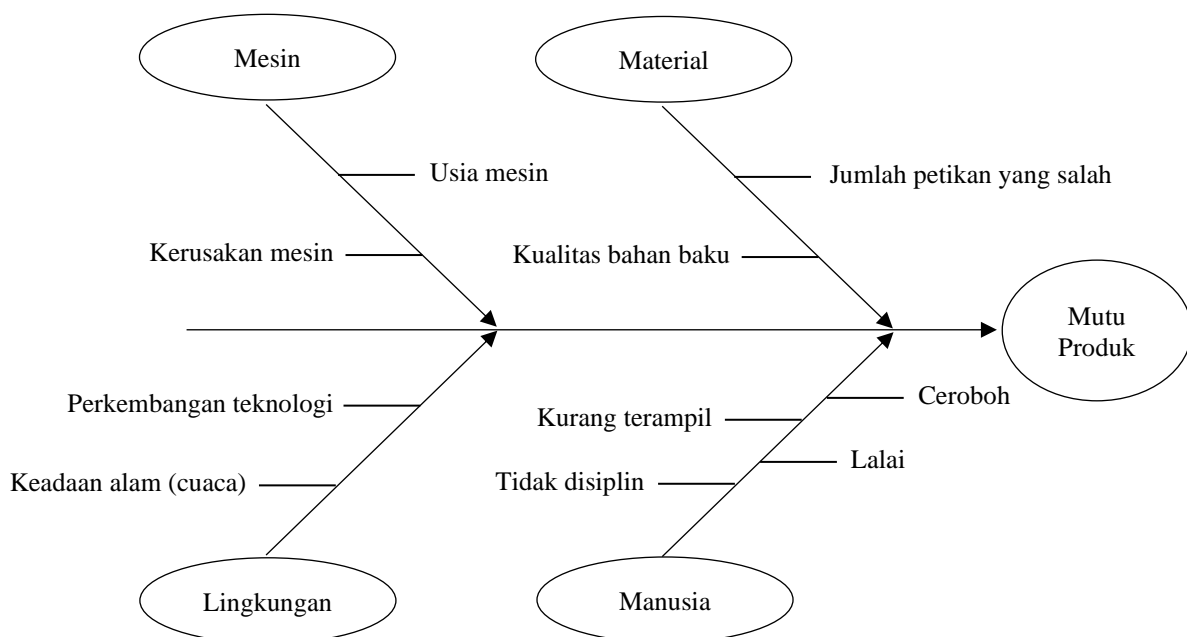 Mesin
Material
Usia mesin
Jumlah petikan yang salah
Kerusakan mesin
Kualitas bahan baku
Mutu
Produk
Perkembangan teknologi
Kurang terampil
Ceroboh
Keadaan alam (cuaca)
Tidak disiplin
Lalai
Lingkungan
Manusia